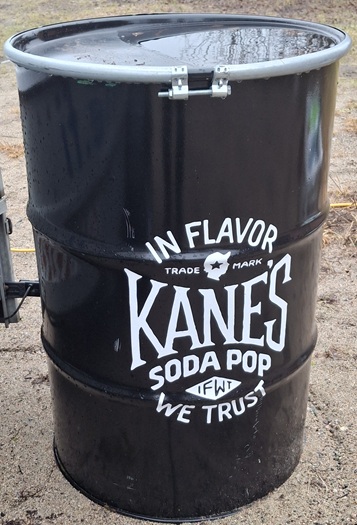 IN FLAVOR
TRADE MARK
KANE'S
SODA POP
IFWT
WE TRUST